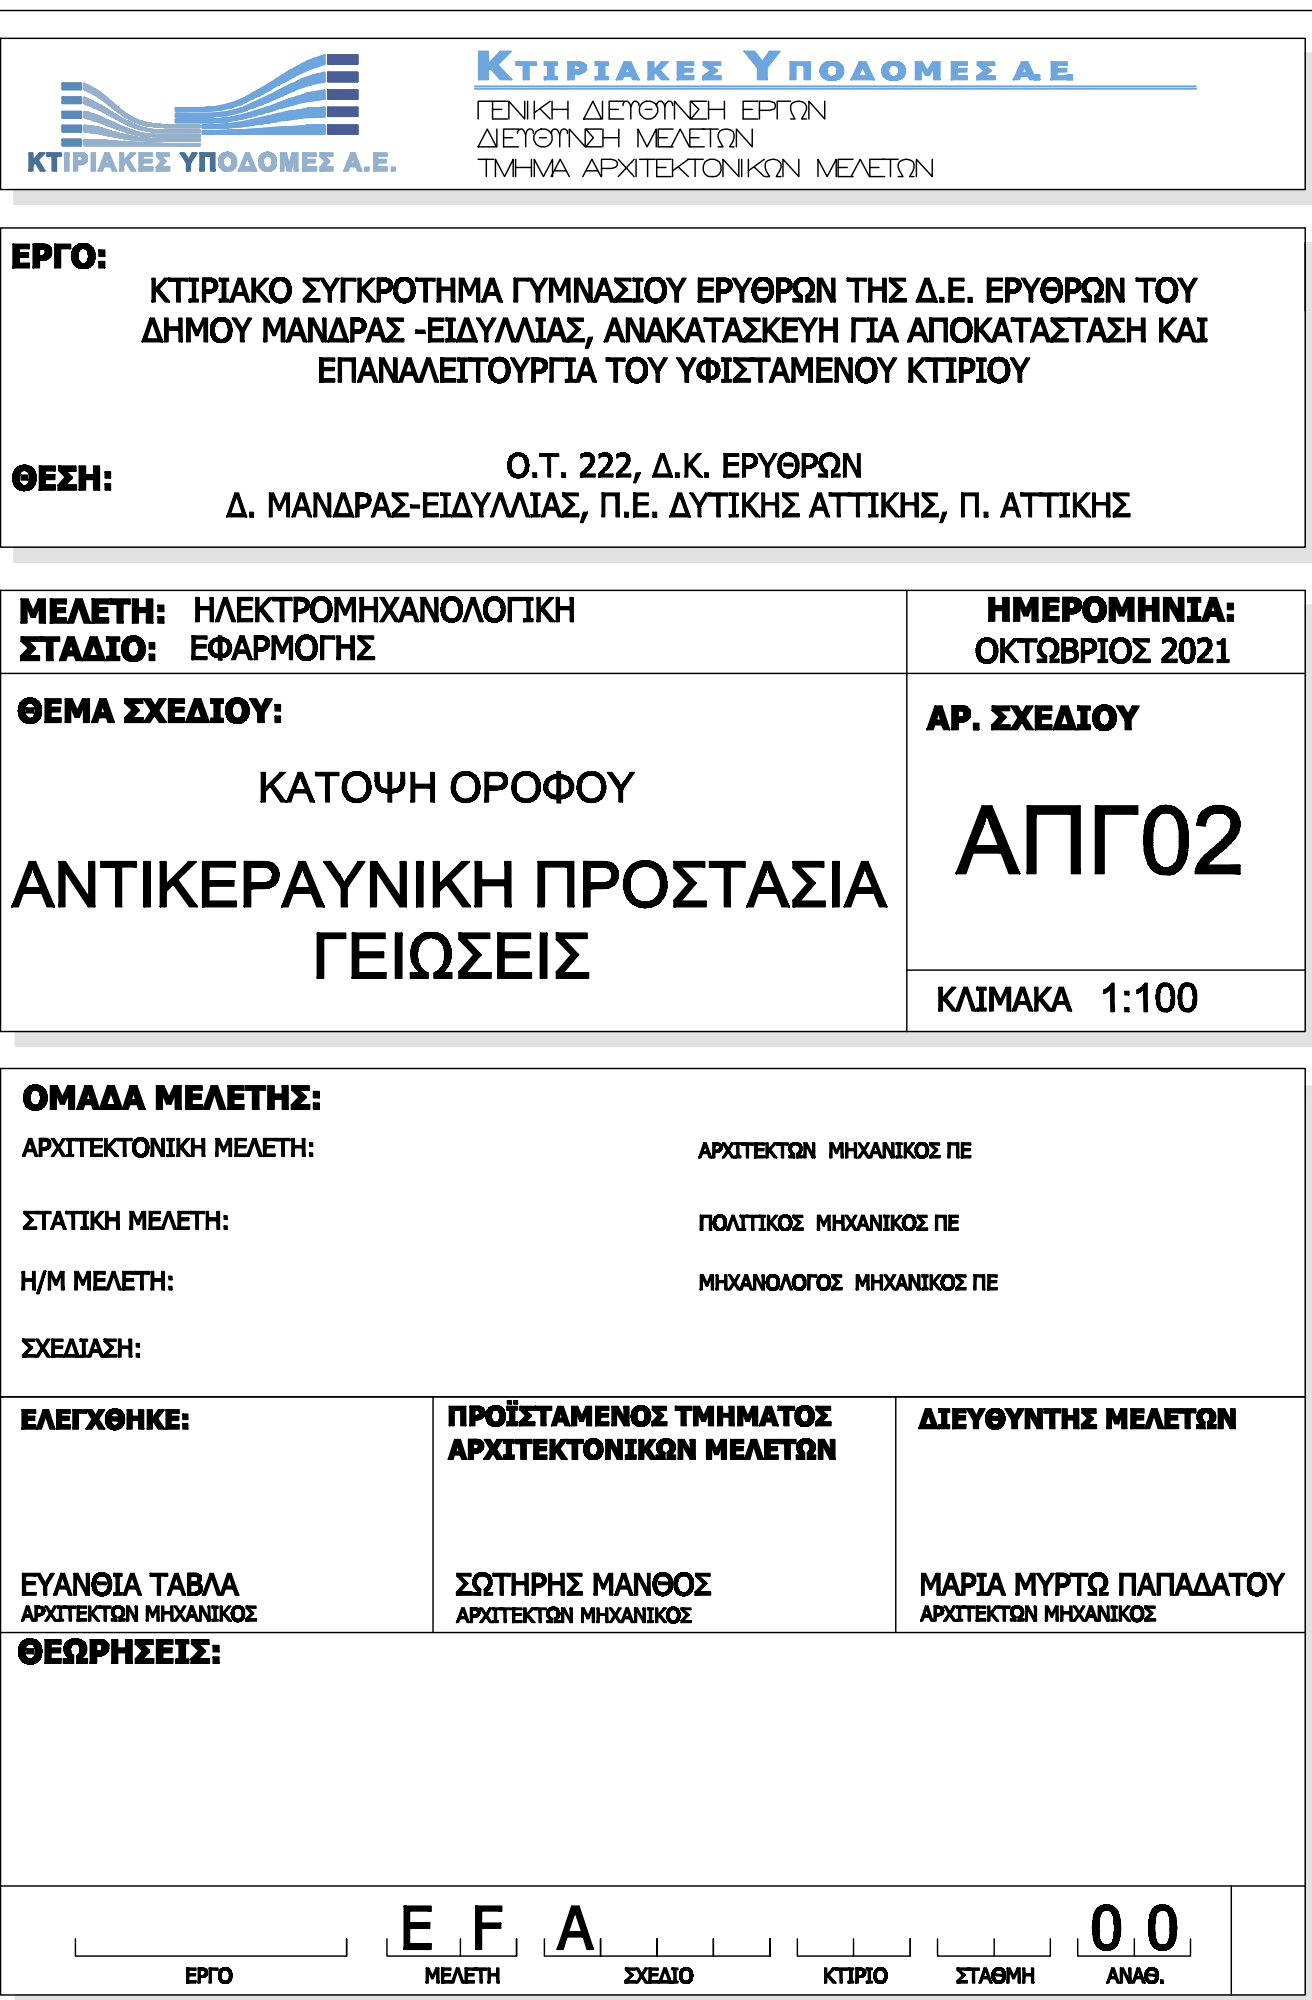 ΚΤΙΡΙΑΚΕΣ ΥΠΟΔΟΜΕΣ Α.Ε.
ΚΤΙΡΙΑΚΕΣ ΥΠΟΔΟΜΕΣ Α.Ε.
ΓΕΝΙΚΗ ΔΙΕΥΘΥΝΣΗ ΕΡΓΩΝ
ΔΙΕΥΘΥΝΣΗ ΜΕΛΕΤΩΝ
ΤΜΗΜΑ ΑΡΧΙΤΕΚΤΟΝΙΚΩΝ ΜΕΛΕΤΩΝ
ΕΡΓΟ:
ΚΤΙΡΙΑΚΟ ΣΥΓΚΡΟΤΗΜΑ ΓΥΜΝΑΣΙΟΥ ΕΡΥΘΡΩΝ ΤΗΣ Δ.Ε. ΕΡΥΘΡΩΝ ΤΟΥ
ΔΗΜΟΥ ΜΑΝΔΡΑΣ -ΕΙΔΥΛΛΙΑΣ, ΑΝΑΚΑΤΑΣΚΕΥΗ ΓΙΑ ΑΠΟΚΑΤΑΣΤΑΣΗ ΚΑΙ
ΕΠΑΝΑΛΕΙΤΟΥΡΓΙΑ ΤΟΥ ΥΦΙΣΤΑΜΕΝΟΥ ΚΤΙΡΙΟΥ
ΘΕΣΗ:
Ο.Τ. 222, Δ.Κ. ΕΡΥΘΡΩΝ
Δ. ΜΑΝΔΡΑΣ-ΕΙΔΥΛΛΙΑΣ, Π.Ε. ΔΥΤΙΚΗΣ ΑΤΤΙΚΗΣ, Π. ΑΤΤΙΚΗΣ
ΜΕΛΕΤΗ: ΗΛΕΚΤΡΟΜΗΧΑΝΟΛΟΓΙΚΗ
ΣΤΑΔΙΟ: ΕΦΑΡΜΟΓΗΣ
ΗΜΕΡΟΜΗΝΙΑ:
ΟΚΤΩΒΡΙΟΣ 2021
ΘΕΜΑ ΣΧΕΔΙΟΥ:
ΚΑΤΟΨΗ ΟΡΟΦΟΥ
ΑΝΤΙΚΕΡΑΥΝΙΚΗ ΠΡΟΣΤΑΣΙΑ
ΓΕΙΩΣΕΙΣ
ΑΡ. ΣΧΕΔΙΟΥ
ΑΠΓ02
ΚΛΙΜΑΚΑ 1:100
ΟΜΑΔΑ ΜΕΛΕΤΗΣ:
ΑΡΧΙΤΕΚΤΟΝΙΚΗ ΜΕΛΕΤΗ: ΑΡΧΙΤΕΚΤΩΝ ΜΗΧΑΝΙΚΟΣ ΠΕ
ΣΤΑΤΙΚΗ ΜΕΛΕΤΗ: ΠΟΛΙΤΙΚΟΣ ΜΗΧΑΝΙΚΟΣ ΠΕ
Η/Μ ΜΕΛΕΤΗ: ΜΗΧΑΝΟΛΟΓΟΣ ΜΗΧΑΝΙΚΟΣ ΠΕ
ΣΧΕΔΙΑΣΗ:
ΕΛΕΓΧΘΗΚΕ:
ΕΥΑΝΘΙΑ ΤΑΒΛΑ
ΑΡΧΙΤΕΚΤΩΝ ΜΗΧΑΝΙΚΟΣ
ΠΡΟΪΣΤΑΜΕΝΟΣ ΤΜΗΜΑΤΟΣ
ΑΡΧΙΤΕΚΤΟΝΙΚΩΝ ΜΕΛΕΤΩΝ
ΣΩΤΗΡΗΣ ΜΑΝΘΟΣ
ΑΡΧΙΤΕΚΤΩΝ ΜΗΧΑΝΙΚΟΣ
ΔΙΕΥΘΥΝΤΗΣ ΜΕΛΕΤΩΝ
ΜΑΡΙΑ ΜΥΡΤΩ ΠΑΠΑΔΑΤΟΥ
ΑΡΧΙΤΕΚΤΩΝ ΜΗΧΑΝΙΚΟΣ
ΘΕΩΡΗΣΕΙΣ:
E F A 0 0
ΕΡΓΟ ΜΕΛΕΤΗ ΣΧΕΔΙΟ ΚΤΙΡΙΟ ΣΤΑΘΜΗ ΑΝΑΘ.